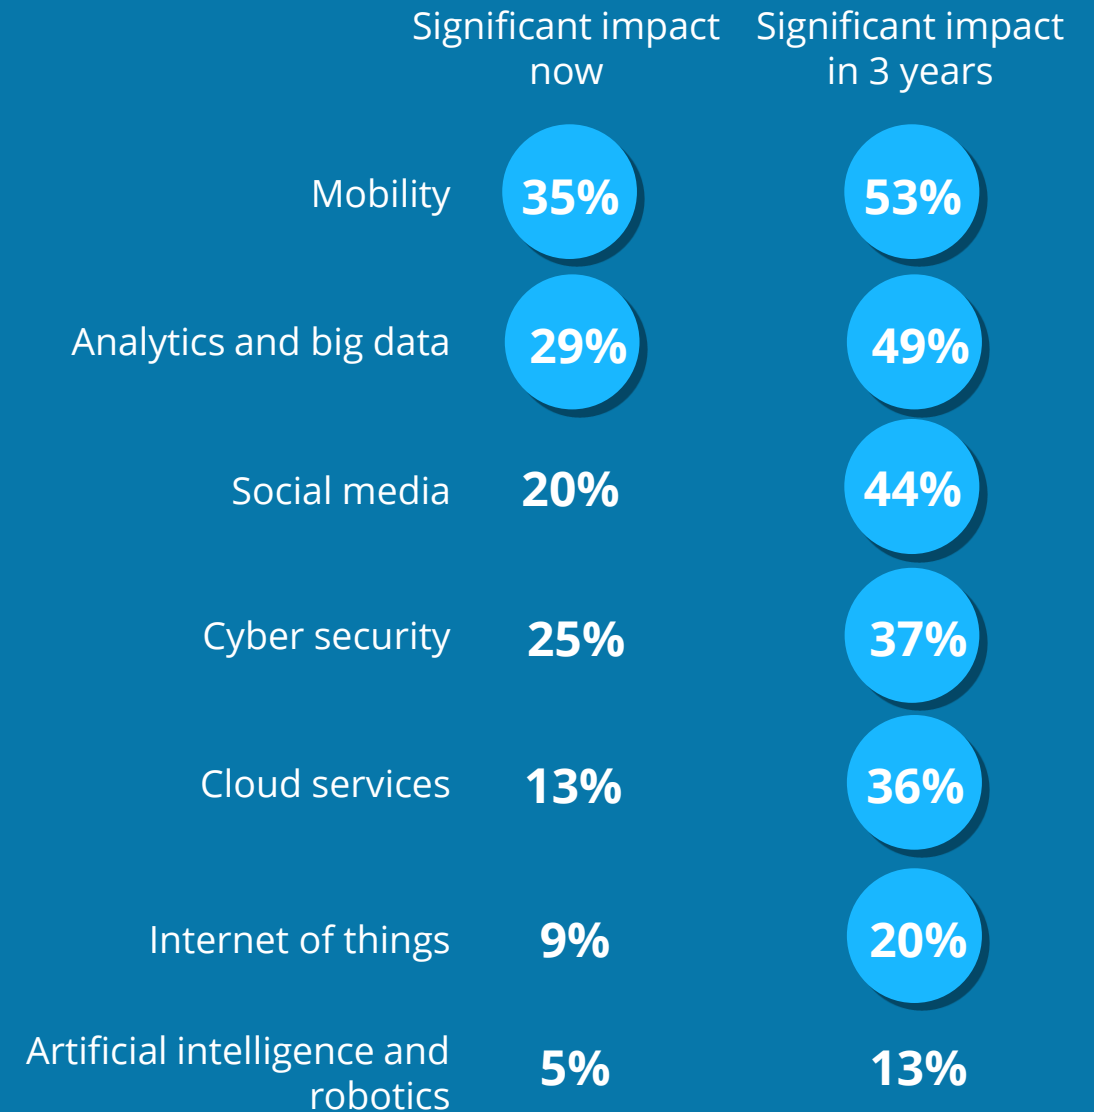 Significant impact now
Significant impact in 3 years
Mobility 35% 53%
Analytics and big data 29% 49%
Social media 20% 44%
Cyber security 25% 37%
Cloud services 13% 36%
Internet of things 9% 20%
Artificial intelligence and robotics 5% 13%